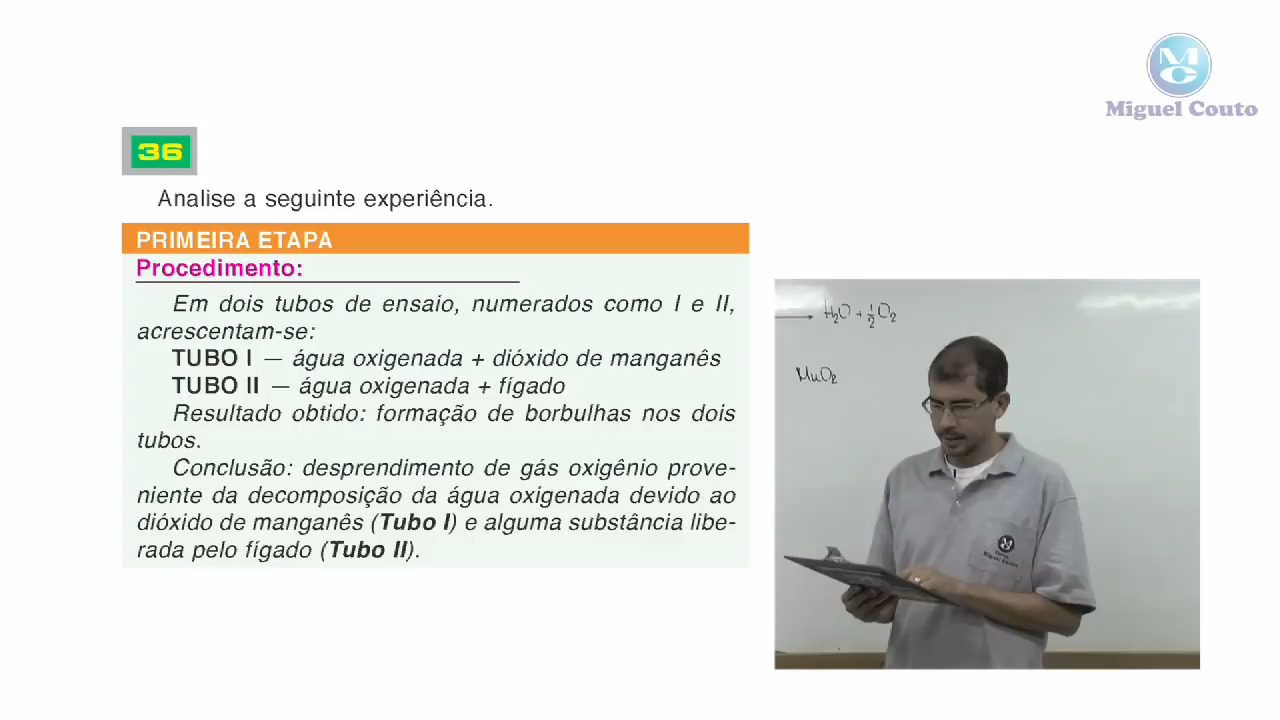 MC
Miguel Couto
36
Analise a seguinte experiência.
PRIMEIRA ETAPA
Procedimento:
Em dois tubos de ensaio, numerados como I e II,
acrescentam-se:
TUBO I — água oxigenada + dióxido de manganês
TUBO II — água oxigenada + fígado
Resultado obtido: formação de borbulhas nos dois
tubos.
Conclusão: desprendimento de gás oxigênio prove-
niente da decomposição da água oxigenada devido ao
dióxido de manganês (Tubo I) e alguma substância libe-
rada pelo fígado (Tubo II).
→ H₂O + ½ O₂
MnO₂
Miguel Couto